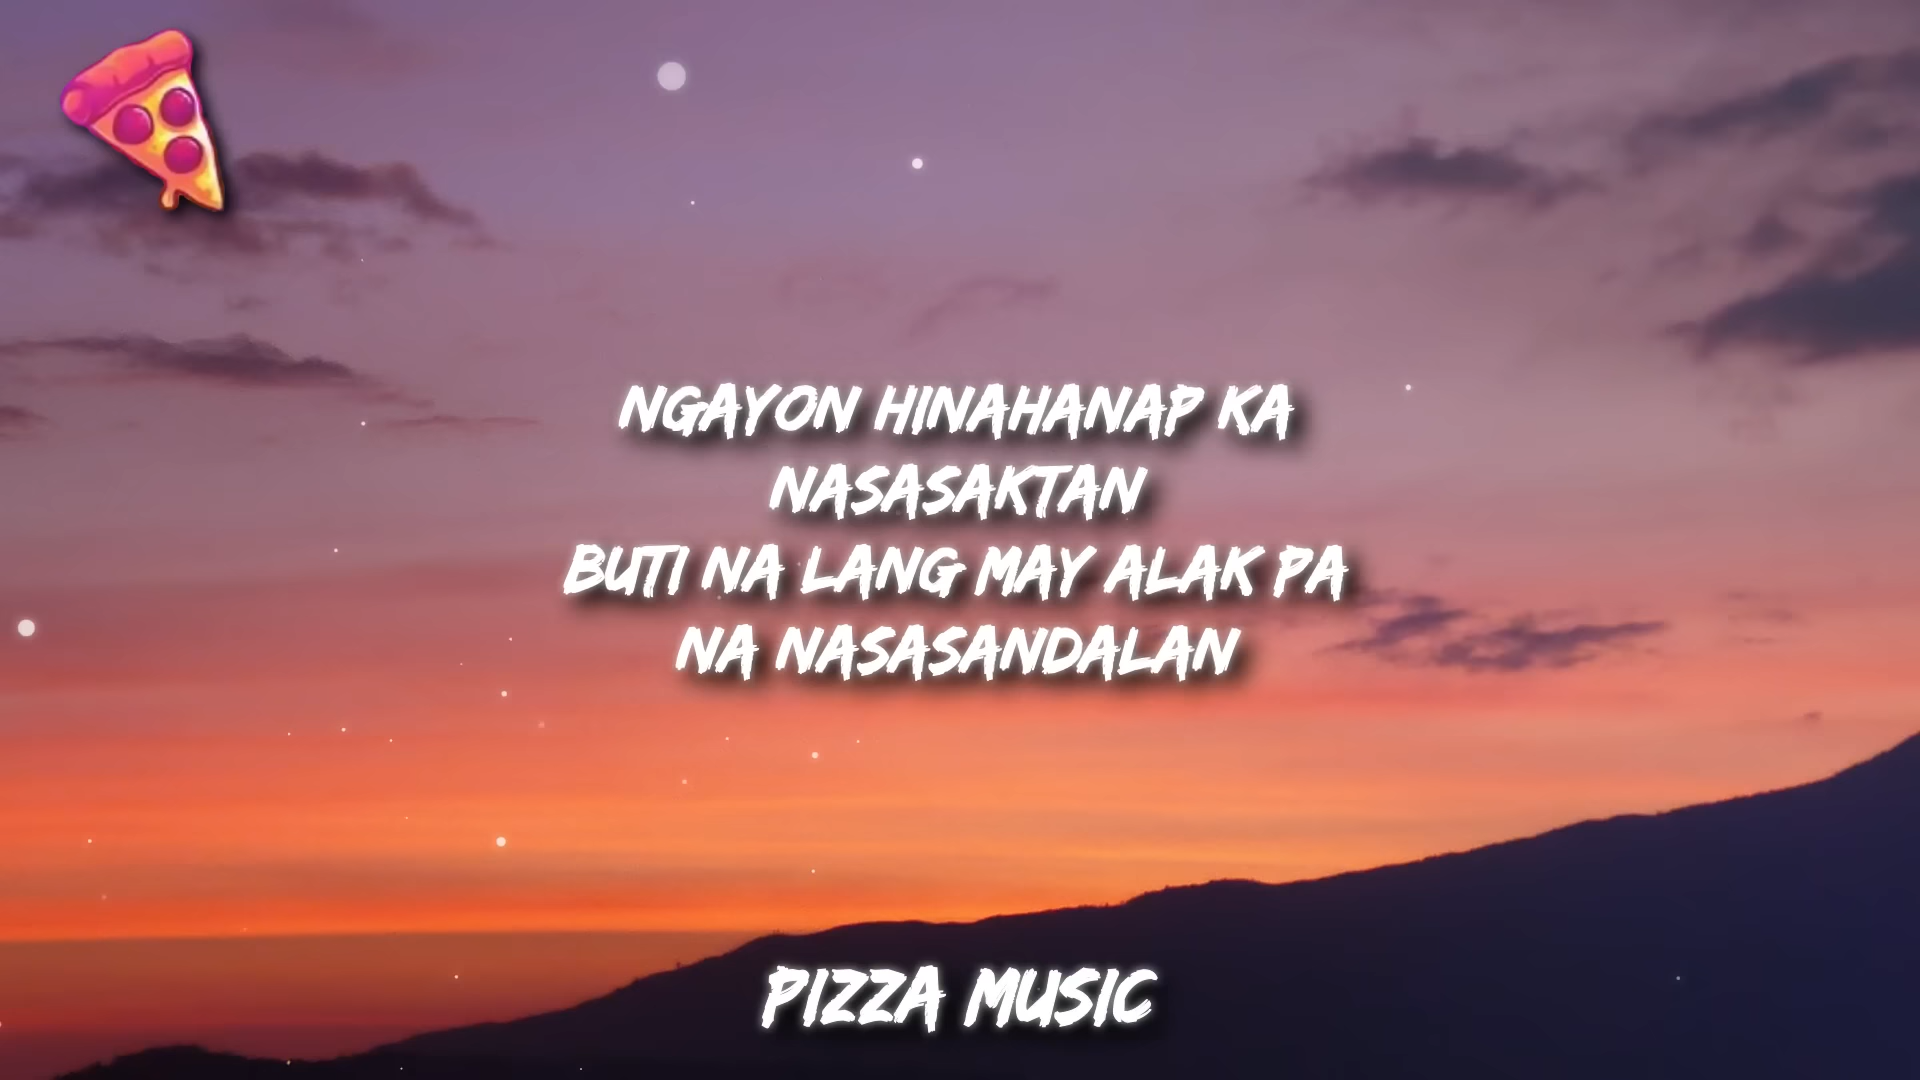 NGAYON HINAHANAP KA
NASASAKTAN
BUTI NA LANG MAY ALAK PA
NA NASASANDALAN
PIZZA MUSIC